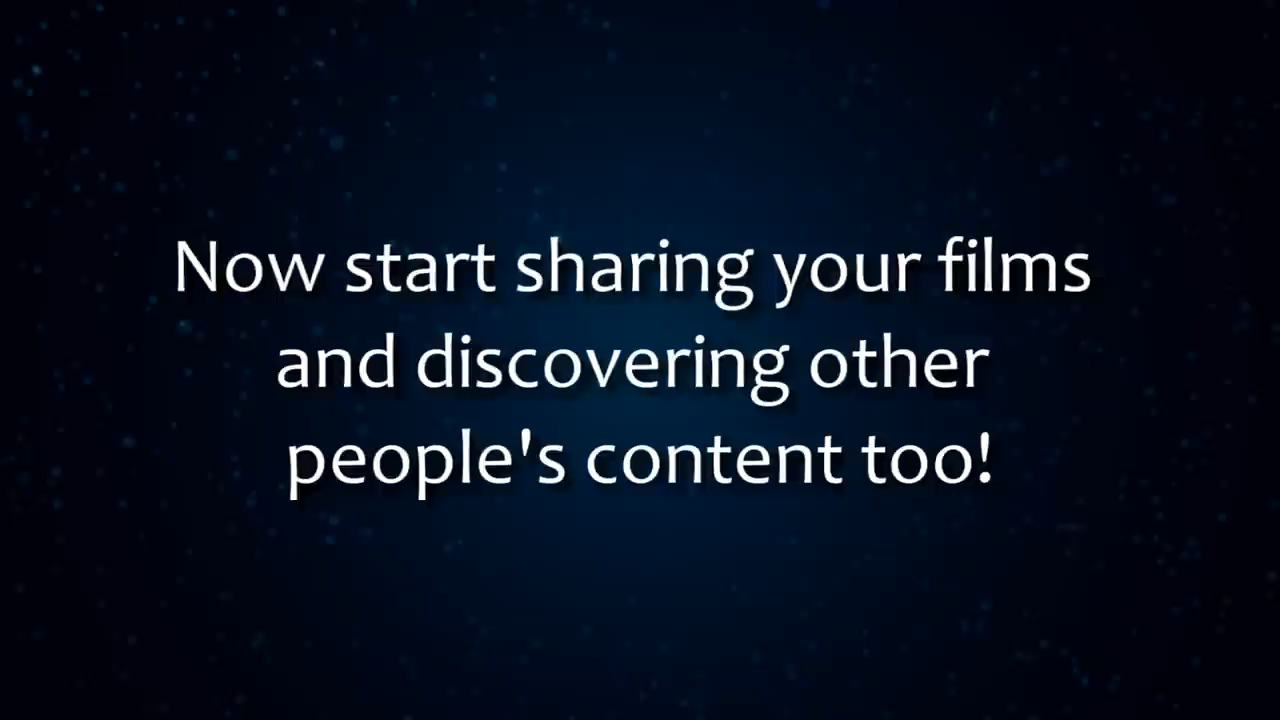 Now start sharing your films
and discovering other
people's content too!